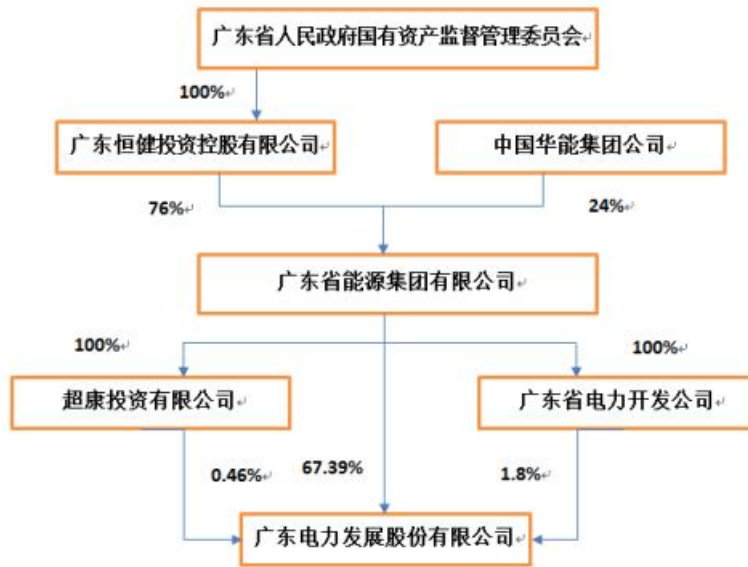 广东省人民政府国有资产监督管理委员会
100%
广东恒健投资控股有限公司
中国华能集团公司
76%
24%
广东省能源集团有限公司
100%
100%
超康投资有限公司
广东省电力开发公司
0.46%
67.39%
1.8%
广东电力发展股份有限公司